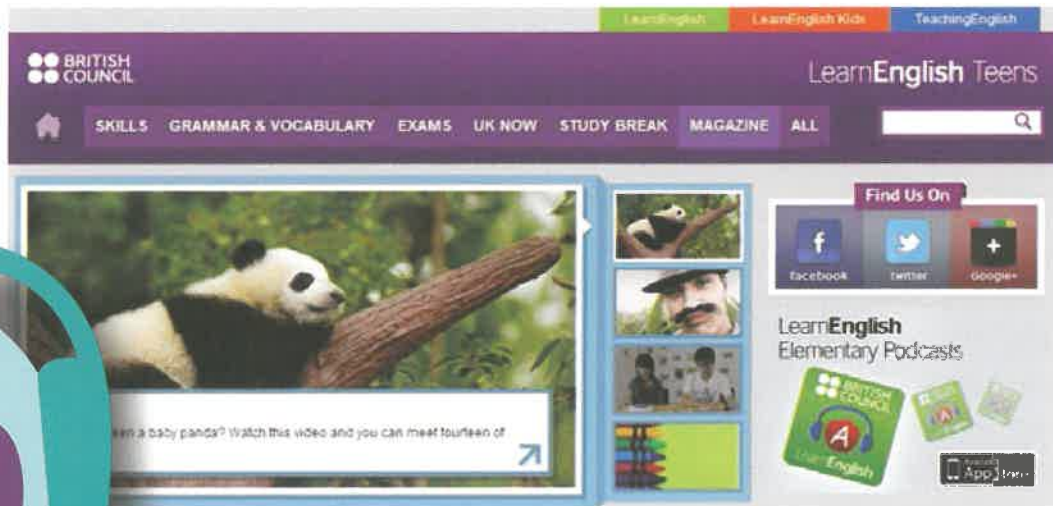 LearnEnglish
LearnEnglish Kids
TeachingEnglish
BRITISH
COUNCIL
LearnEnglish Teens
SKILLS GRAMMAR & VOCABULARY EXAMS UK NOW STUDY BREAK MAGAZINE ALL
Find Us On
facebook
twitter
Google+
LearnEnglish
Elementary Podcasts
BRITISH
COUNCIL
A
LearnEnglish
a baby panda? Watch this video and you can meet fourteen of
App